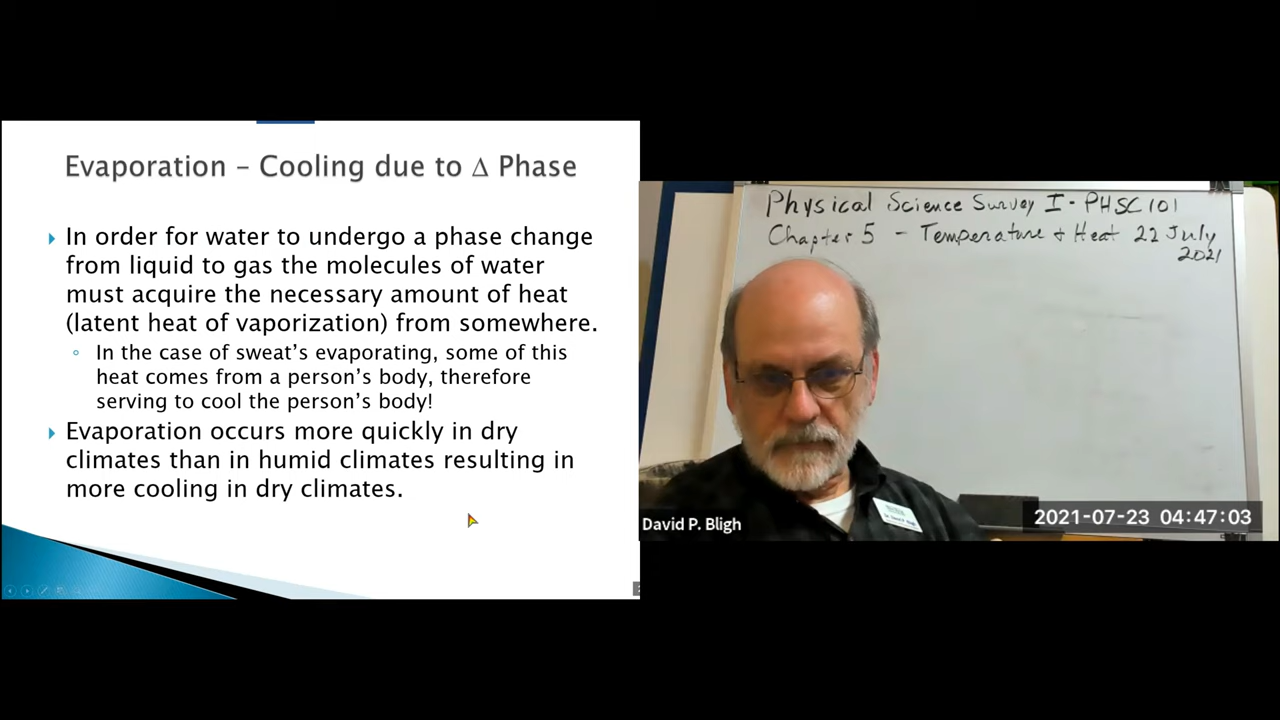 Evaporation – Cooling due to Δ Phase
In order for water to undergo a phase change
from liquid to gas the molecules of water
must acquire the necessary amount of heat
(latent heat of vaporization) from somewhere.
In the case of sweat's evaporating, some of this
heat comes from a person's body, therefore
serving to cool the person's body!
Evaporation occurs more quickly in dry
climates than in humid climates resulting in
more cooling in dry climates.
Physical Science Survey I - PHSC 101
Chapter 5 - Temperature & Heat 22 July
2021
David P. Bligh
2021-07-23 04:47:03